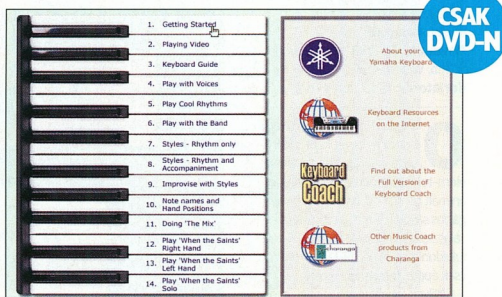 CSAK
DVD-N
1. Getting Started
2. Playing Video
3. Keyboard Guide
4. Play with Voices
5. Play Cool Rhythms
6. Play with the Band
7. Styles - Rhythm only
8. Styles - Rhythm and
Accompaniment
9. Improvise with Styles
10. Note names and
Hand Positions
11. Doing 'The Mix'
12. Play 'When the Saints'
Right Hand
13. Play 'When the Saints'
Left Hand
14. Play 'When the Saints'
Solo
About your
Yamaha Keyboard
Keyboard Resources
on the Internet
Keyboard
Coach
Find out about the
Full Version of
Keyboard Coach
charanga
Other Music Coach
products from
Charanga